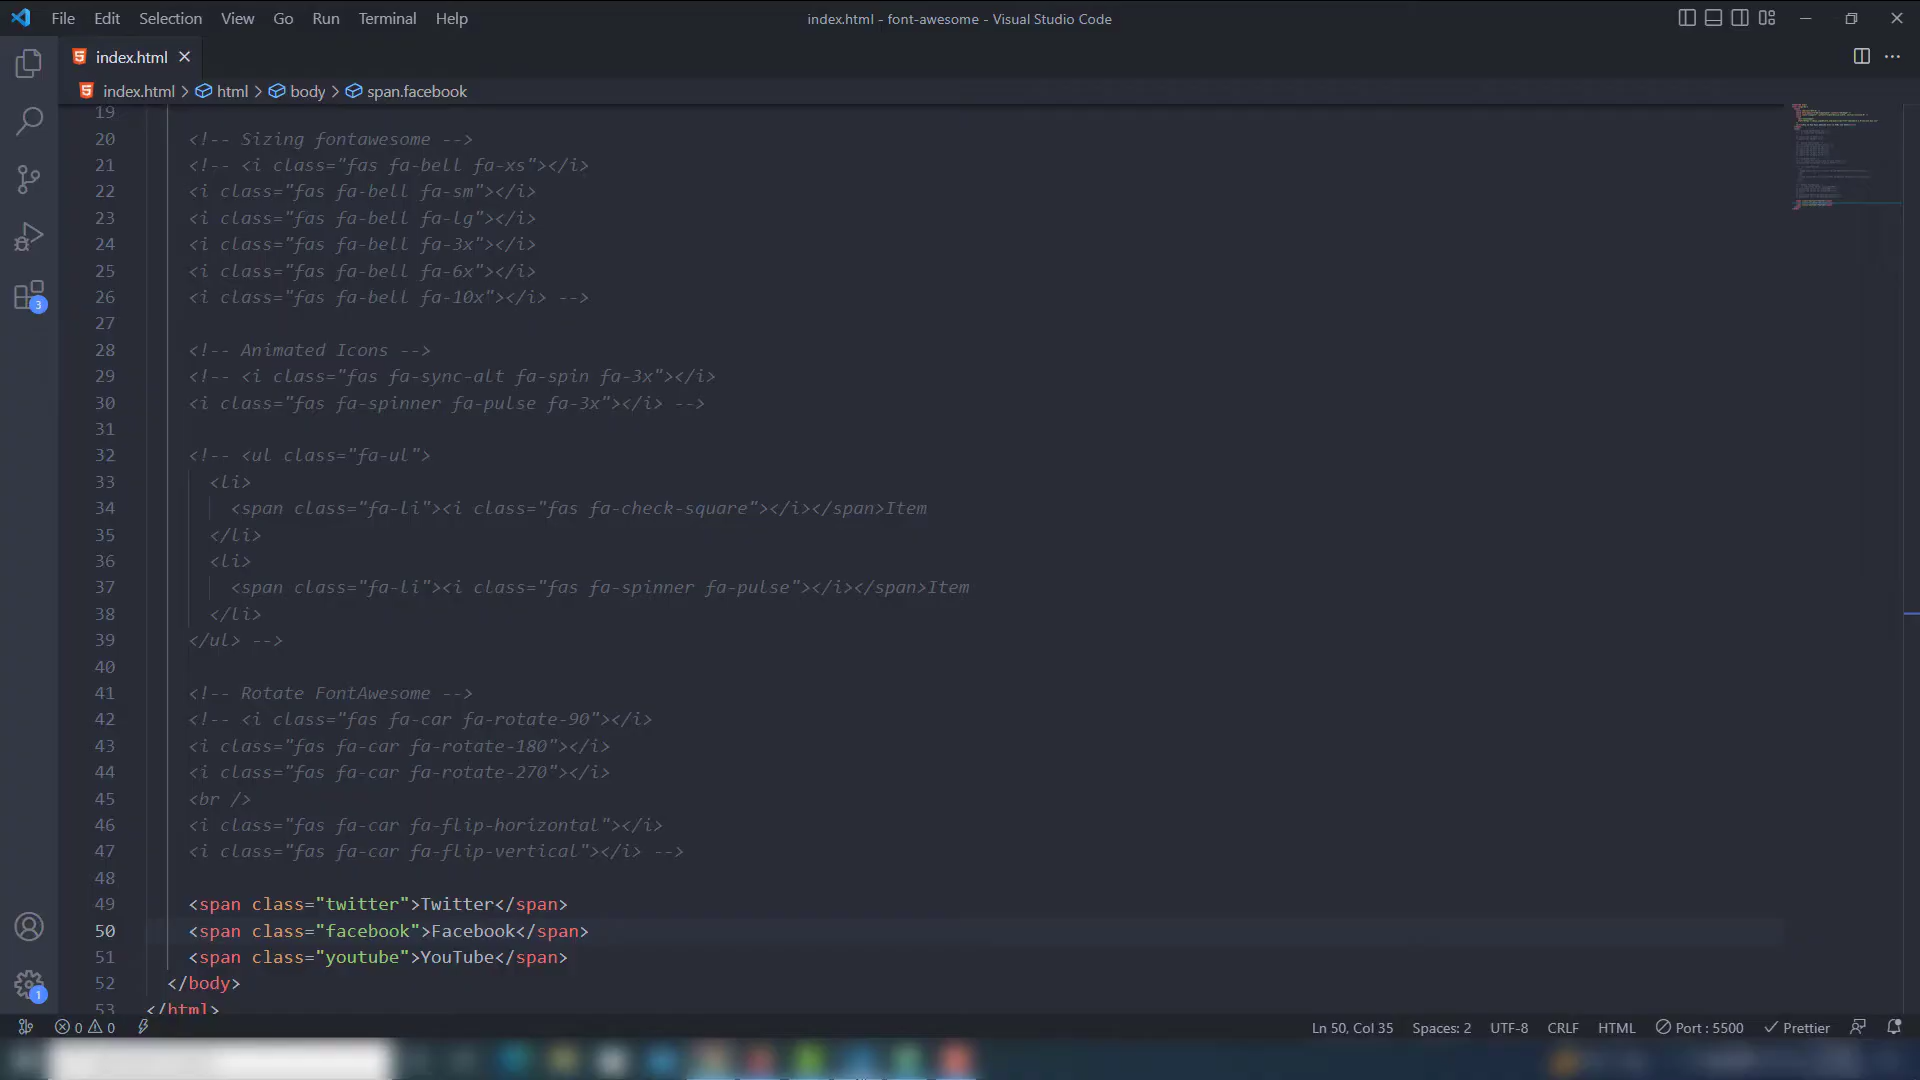 File Edit Selection View Go Run Terminal Help index.html - font-awesome - Visual Studio Code
index.html
index.html > html > body > span.facebook
19
20 <!-- Sizing fontawesome -->
21 <!-- <i class="fas fa-bell fa-xs"></i>
22 <i class="fas fa-bell fa-sm"></i>
23 <i class="fas fa-bell fa-lg"></i>
24 <i class="fas fa-bell fa-3x"></i>
25 <i class="fas fa-bell fa-6x"></i>
26 <i class="fas fa-bell fa-10x"></i> -->
27
28 <!-- Animated Icons -->
29 <!-- <i class="fas fa-sync-alt fa-spin fa-3x"></i>
30 <i class="fas fa-spinner fa-pulse fa-3x"></i> -->
31
32 <!-- <ul class="fa-ul">
33 <li>
34 <span class="fa-li"><i class="fas fa-check-square"></i></span>Item
35 </li>
36 <li>
37 <span class="fa-li"><i class="fas fa-spinner fa-pulse"></i></span>Item
38 </li>
39 </ul> -->
40
41 <!-- Rotate FontAwesome -->
42 <!-- <i class="fas fa-car fa-rotate-90"></i>
43 <i class="fas fa-car fa-rotate-180"></i>
44 <i class="fas fa-car fa-rotate-270"></i>
45 <br />
46 <i class="fas fa-car fa-flip-horizontal"></i>
47 <i class="fas fa-car fa-flip-vertical"></i> -->
48
49 <span class="twitter">Twitter</span>
50 <span class="facebook">Facebook</span>
51 <span class="youtube">YouTube</span>
52 </body>
53 </html>
3
1
0 0 Ln 50, Col 35 Spaces: 2 UTF-8 CRLF HTML Port : 5500 Prettier